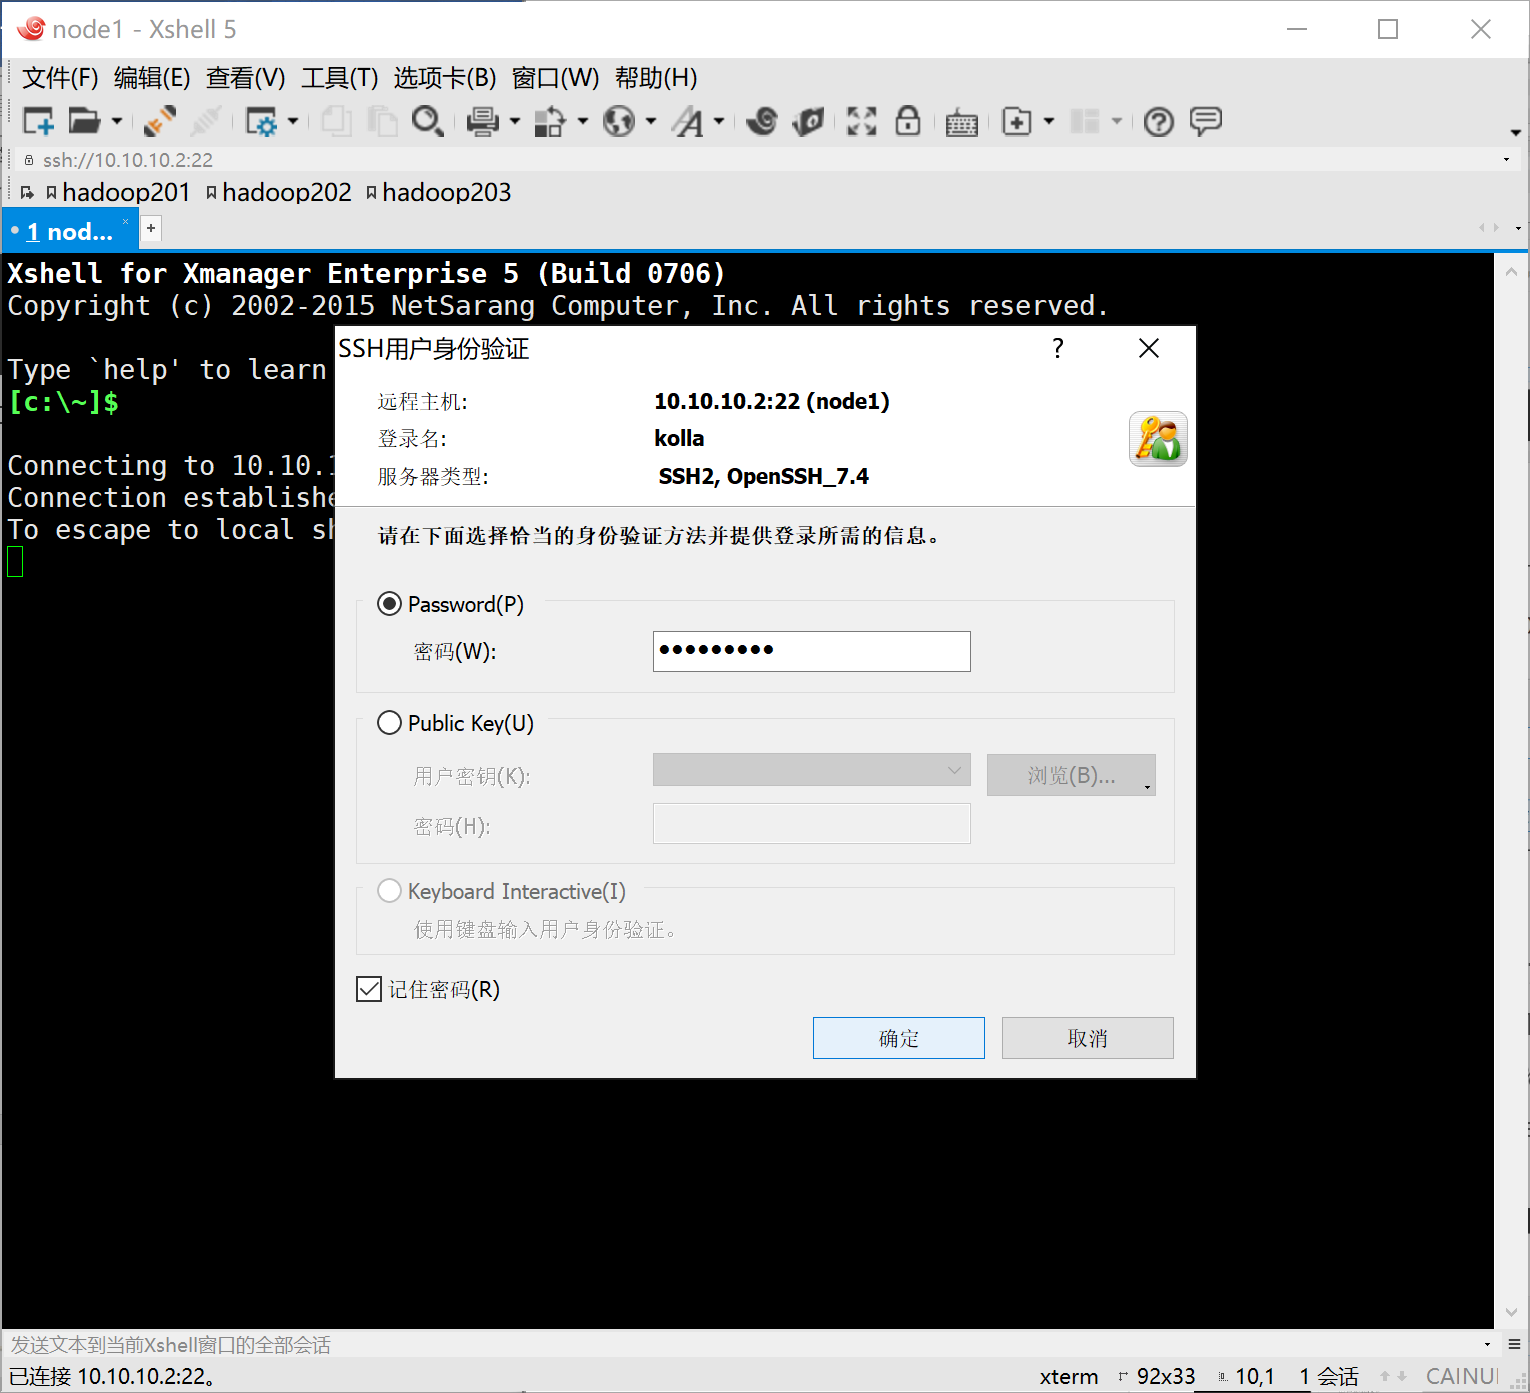 node1 - Xshell 5
文件(F) 编辑(E) 查看(V) 工具(T) 选项卡(B) 窗口(W) 帮助(H)
ssh://10.10.10.2:22
hadoop201 hadoop202 hadoop203
1 nod... × +
Xshell for Xmanager Enterprise 5 (Build 0706)
Copyright (c) 2002-2015 NetSarang Computer, Inc. All rights reserved.
Type `help' to learn
[c:\~]$
Connecting to 10.10.1
Connection establishe
To escape to local sh
SSH用户身份验证 ?
远程主机: 10.10.10.2:22 (node1)
登录名: kolla
服务器类型: SSH2, OpenSSH_7.4
请在下面选择恰当的身份验证方法并提供登录所需的信息。
Password(P)
密码(W): ●●●●●●●●●
Public Key(U)
用户密钥(K): 浏览(B)...
密码(H):
Keyboard Interactive(I)
使用键盘输入用户身份验证。
记住密码(R)
确定 取消
发送文本到当前Xshell窗口的全部会话
已连接 10.10.10.2:22。 xterm 92x33 10,1 1 会话 CAINU